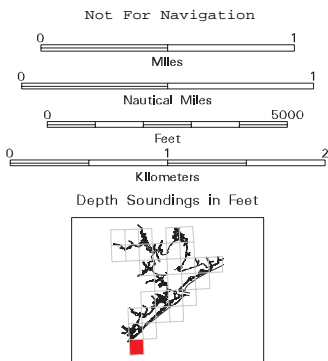 Not For Navigation
0 1
Miles
0 1
Nautical Miles
0 5000
Feet
0 1 2
Kilometers
Depth Soundings in Feet